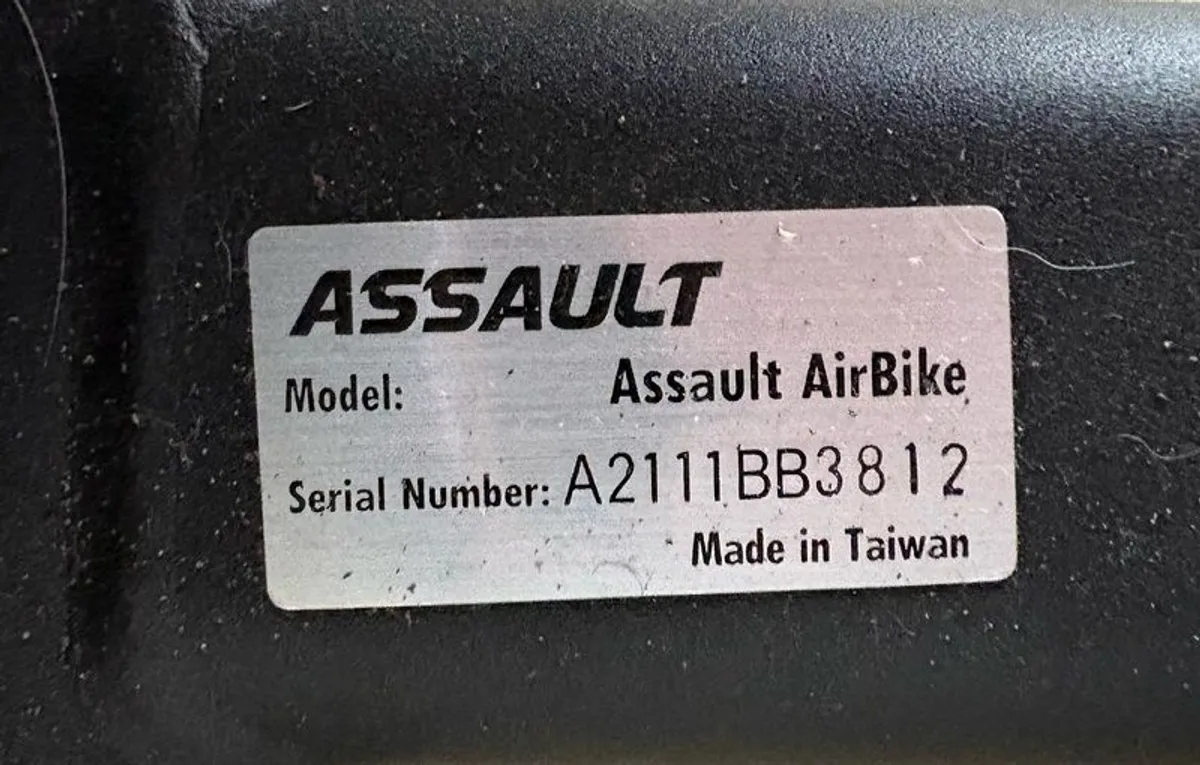 ASSAULT
Model: Assault AirBike
Serial Number: A2111BB3812
Made in Taiwan